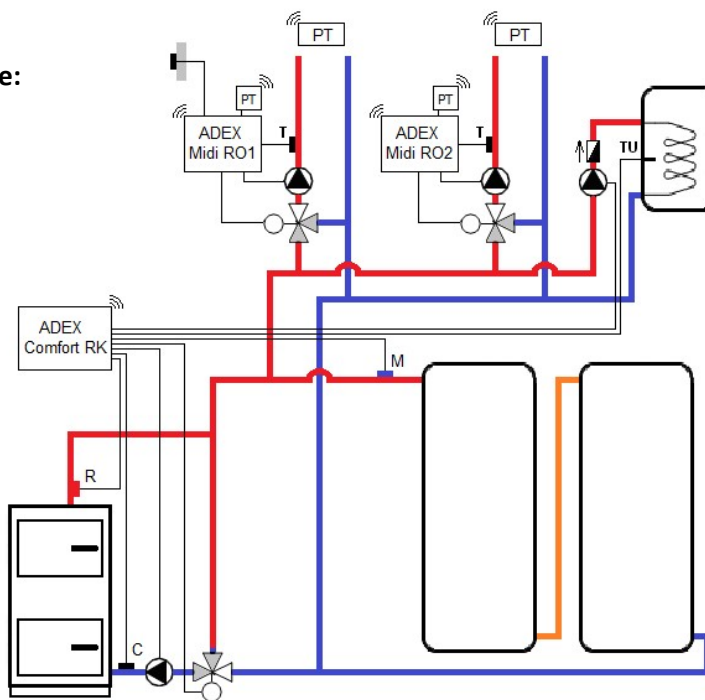 e:
PT
PT
PT
PT
ADEX
Midi RO1
T
ADEX
Midi RO2
T
TU
ADEX
Comfort RK
M
R
C